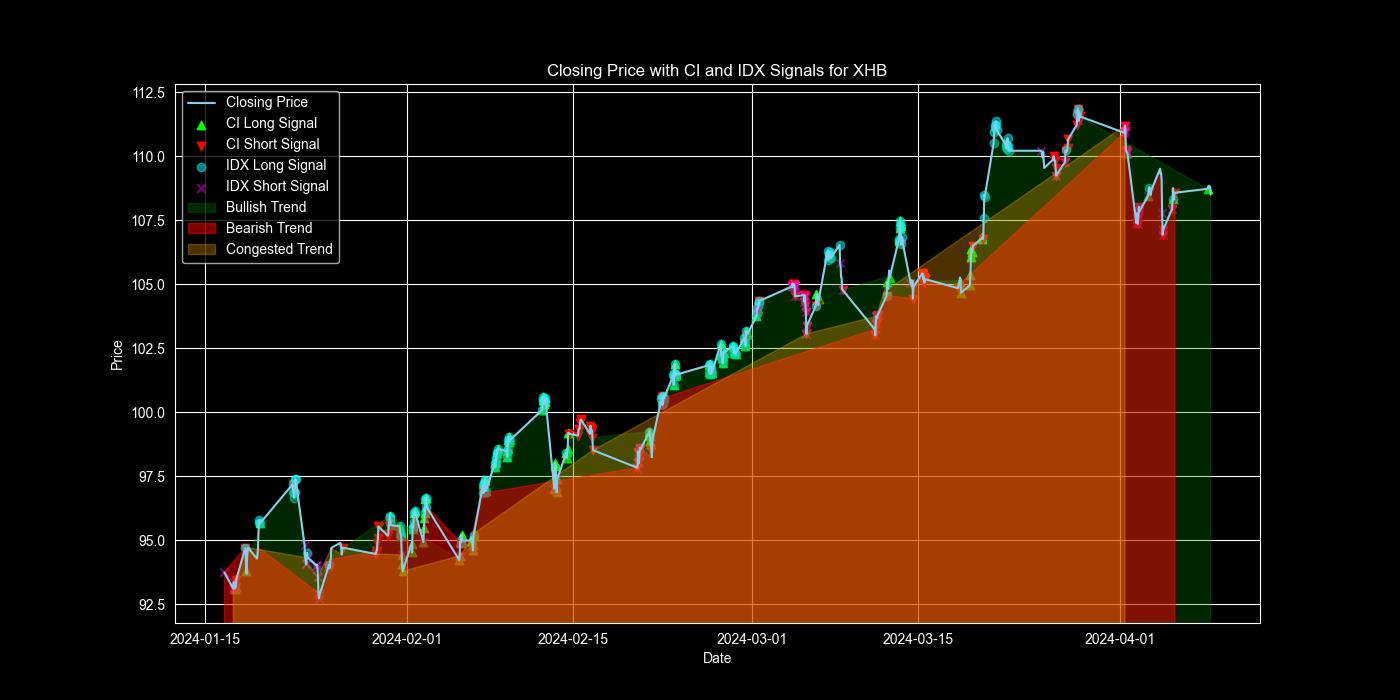 Closing Price with CI and IDX Signals for XHB
112.5
110.0
107.5
105.0
102.5
100.0
97.5
95.0
92.5
Price
Closing Price
CI Long Signal
CI Short Signal
IDX Long Signal
IDX Short Signal
Bullish Trend
Bearish Trend
Congested Trend
2024-01-15
2024-02-01
2024-02-15
2024-03-01
2024-03-15
2024-04-01
Date